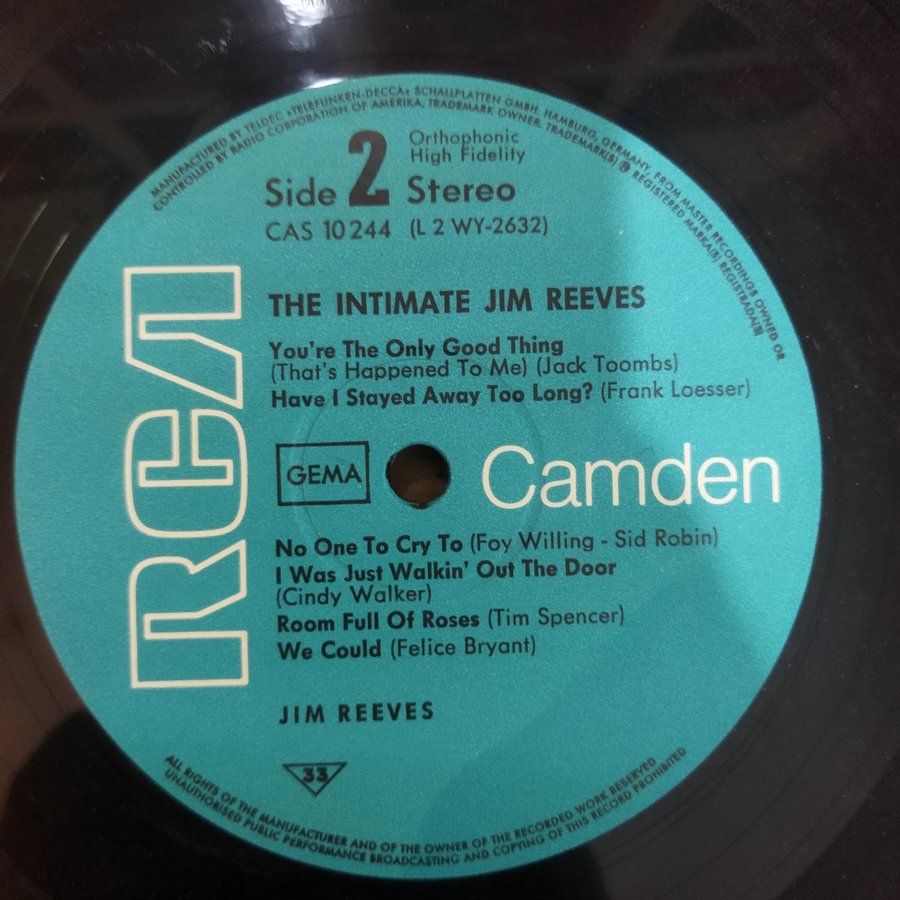 MANUFACTURED BY TELDEC »TELEFUNKEN-DECCA« SCHALLPLATTEN GMBH, HAMBURG, GERMANY, FROM MASTER RECORDINGS OWNED OR
CONTROLLED BY RADIO CORPORATION OF AMERIKA, TRADEMARK OWNER. TRADEMARK(S) ® REGISTERED MARKA(S) REGISTRADA(S)
Side 2
Orthophonic
High Fidelity
Stereo
CAS 10244 (L 2 WY-2632)
RCA
THE INTIMATE JIM REEVES
You're The Only Good Thing
(That's Happened To Me) (Jack Toombs)
Have I Stayed Away Too Long? (Frank Loesser)
GEMA
Camden
No One To Cry To (Foy Willing - Sid Robin)
I Was Just Walkin' Out The Door
(Cindy Walker)
Room Full Of Roses (Tim Spencer)
We Could (Felice Bryant)
JIM REEVES
33
ALL RIGHTS OF THE MANUFACTURER AND OF THE OWNER OF THE RECORDED WORK RESERVED
UNAUTHORISED PUBLIC PERFORMANCE BROADCASTING AND COPYING OF THIS RECORD PROHIBITED